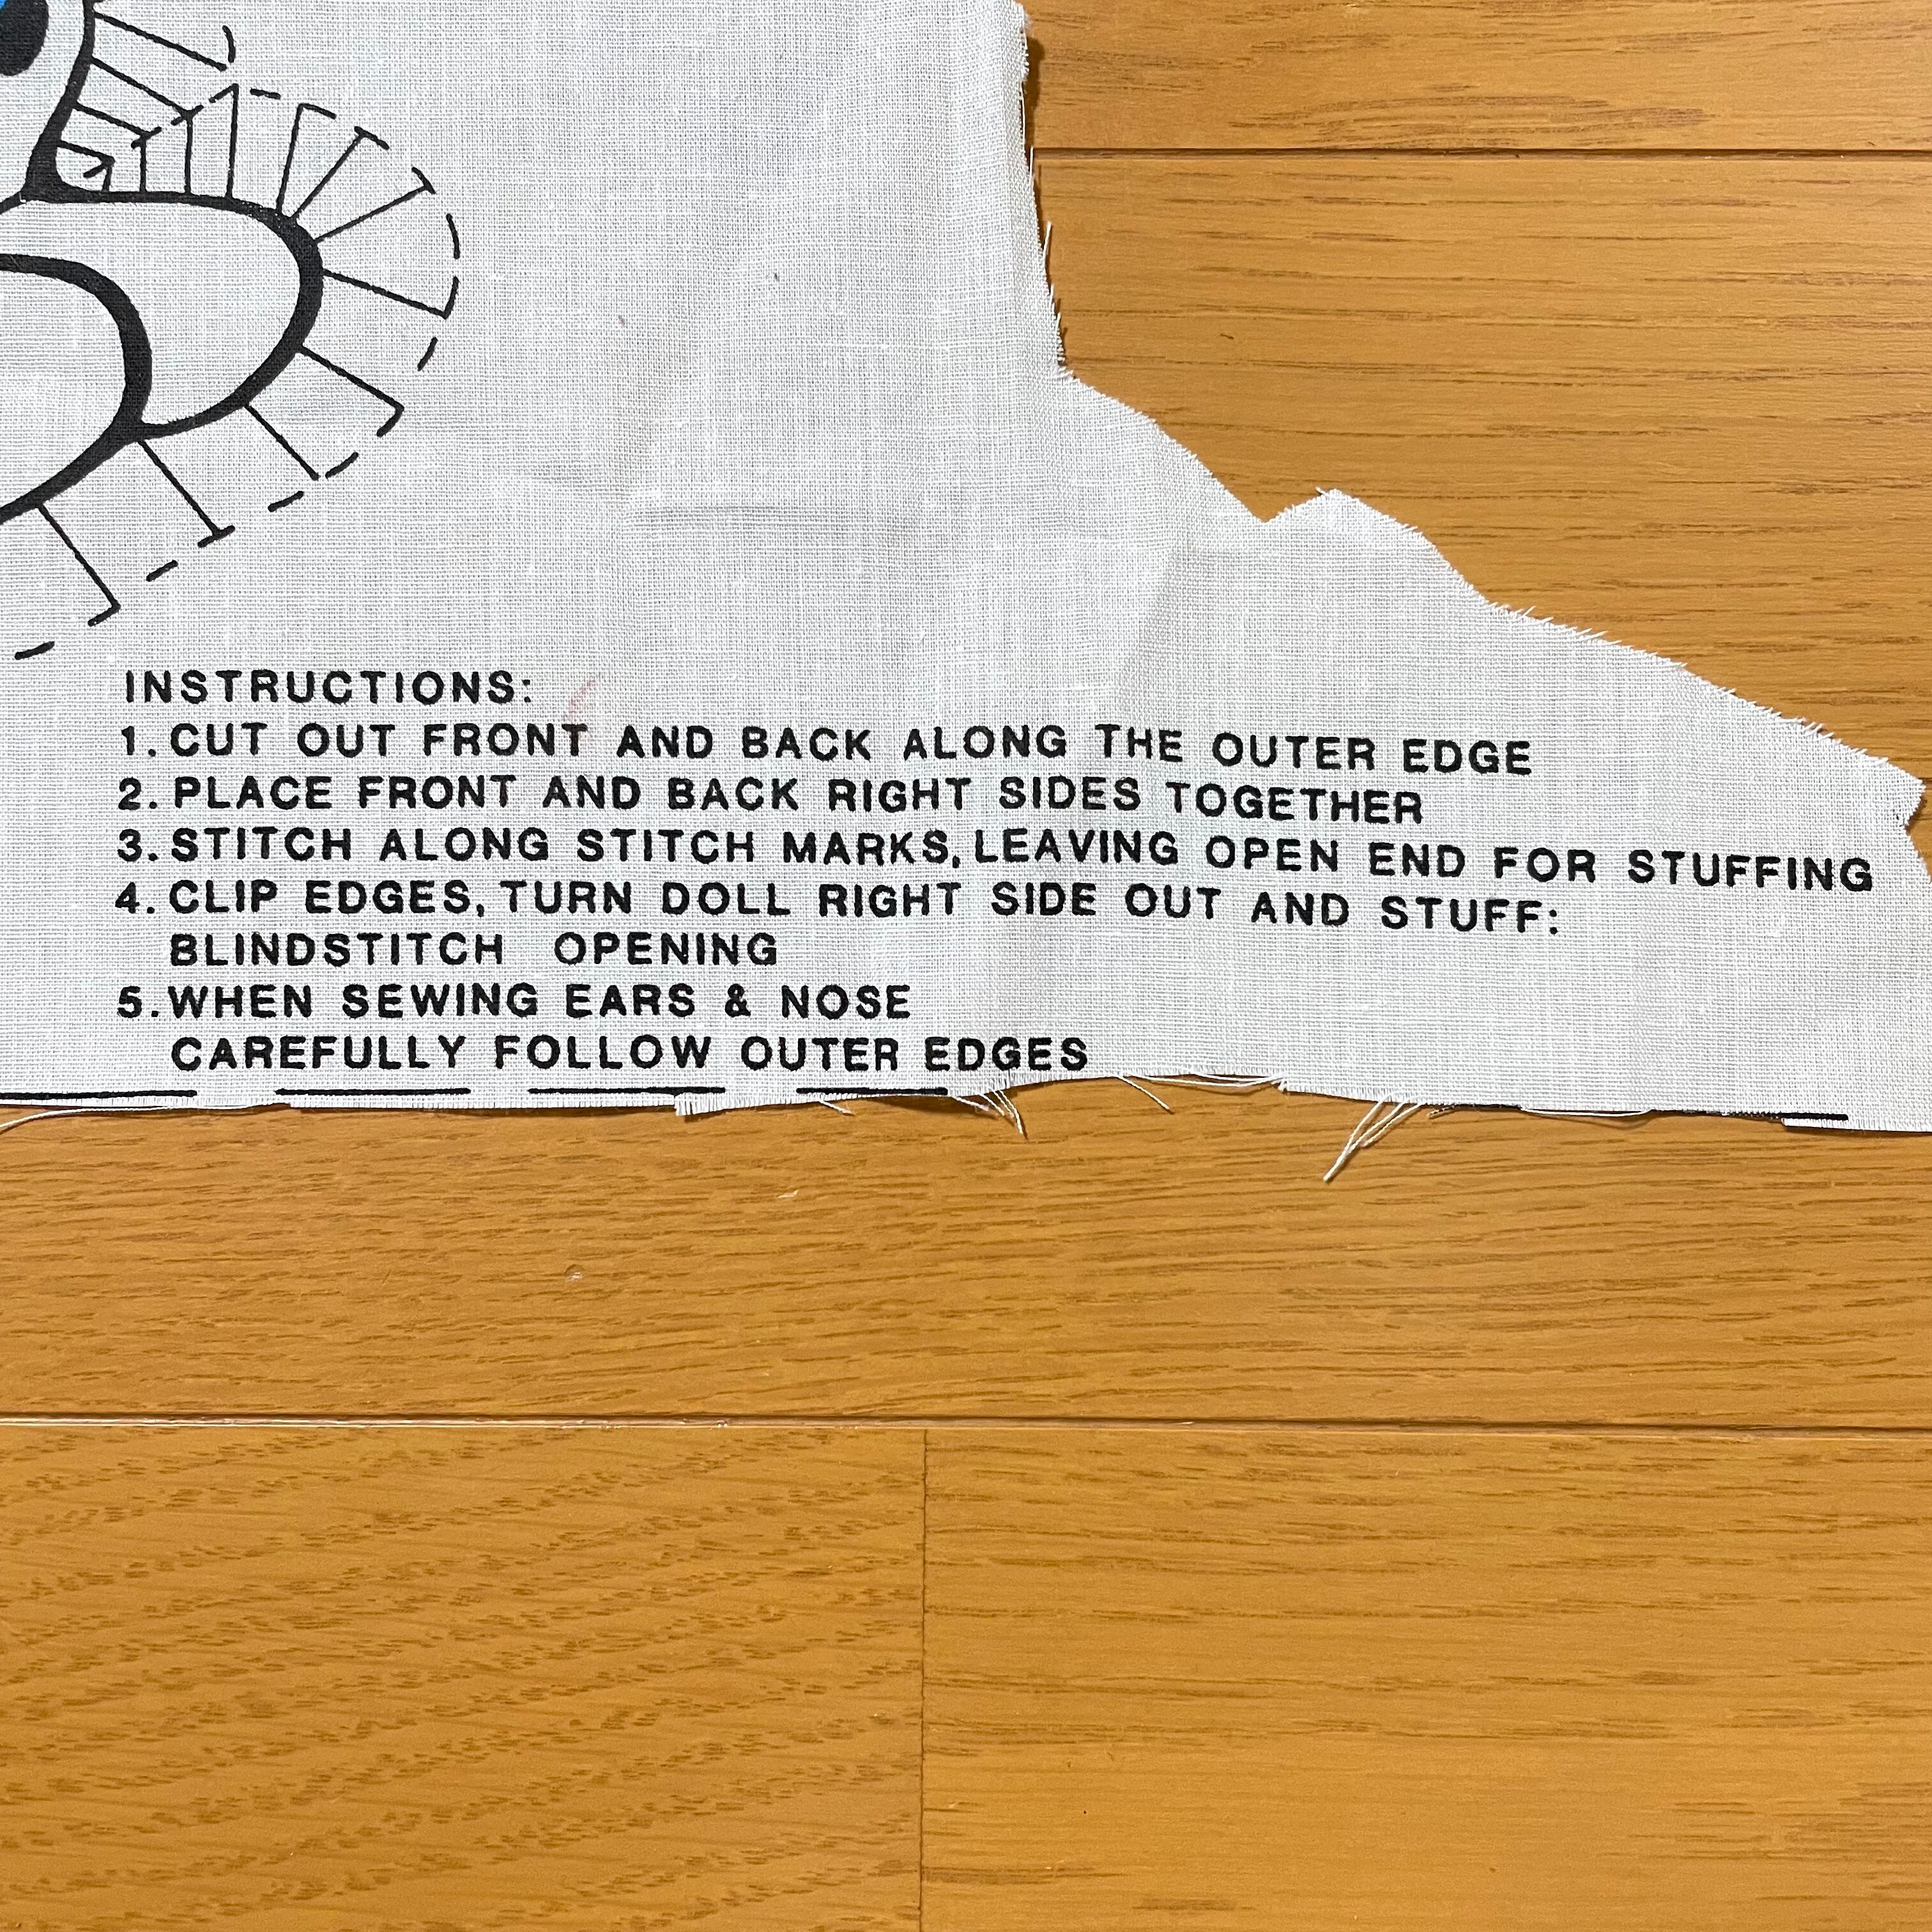 INSTRUCTIONS:
1. CUT OUT FRONT AND BACK ALONG THE OUTER EDGE
2. PLACE FRONT AND BACK RIGHT SIDES TOGETHER
3. STITCH ALONG STITCH MARKS, LEAVING OPEN END FOR STUFFING
4. CLIP EDGES, TURN DOLL RIGHT SIDE OUT AND STUFF:
BLINDSTITCH OPENING
5. WHEN SEWING EARS & NOSE
CAREFULLY FOLLOW OUTER EDGES